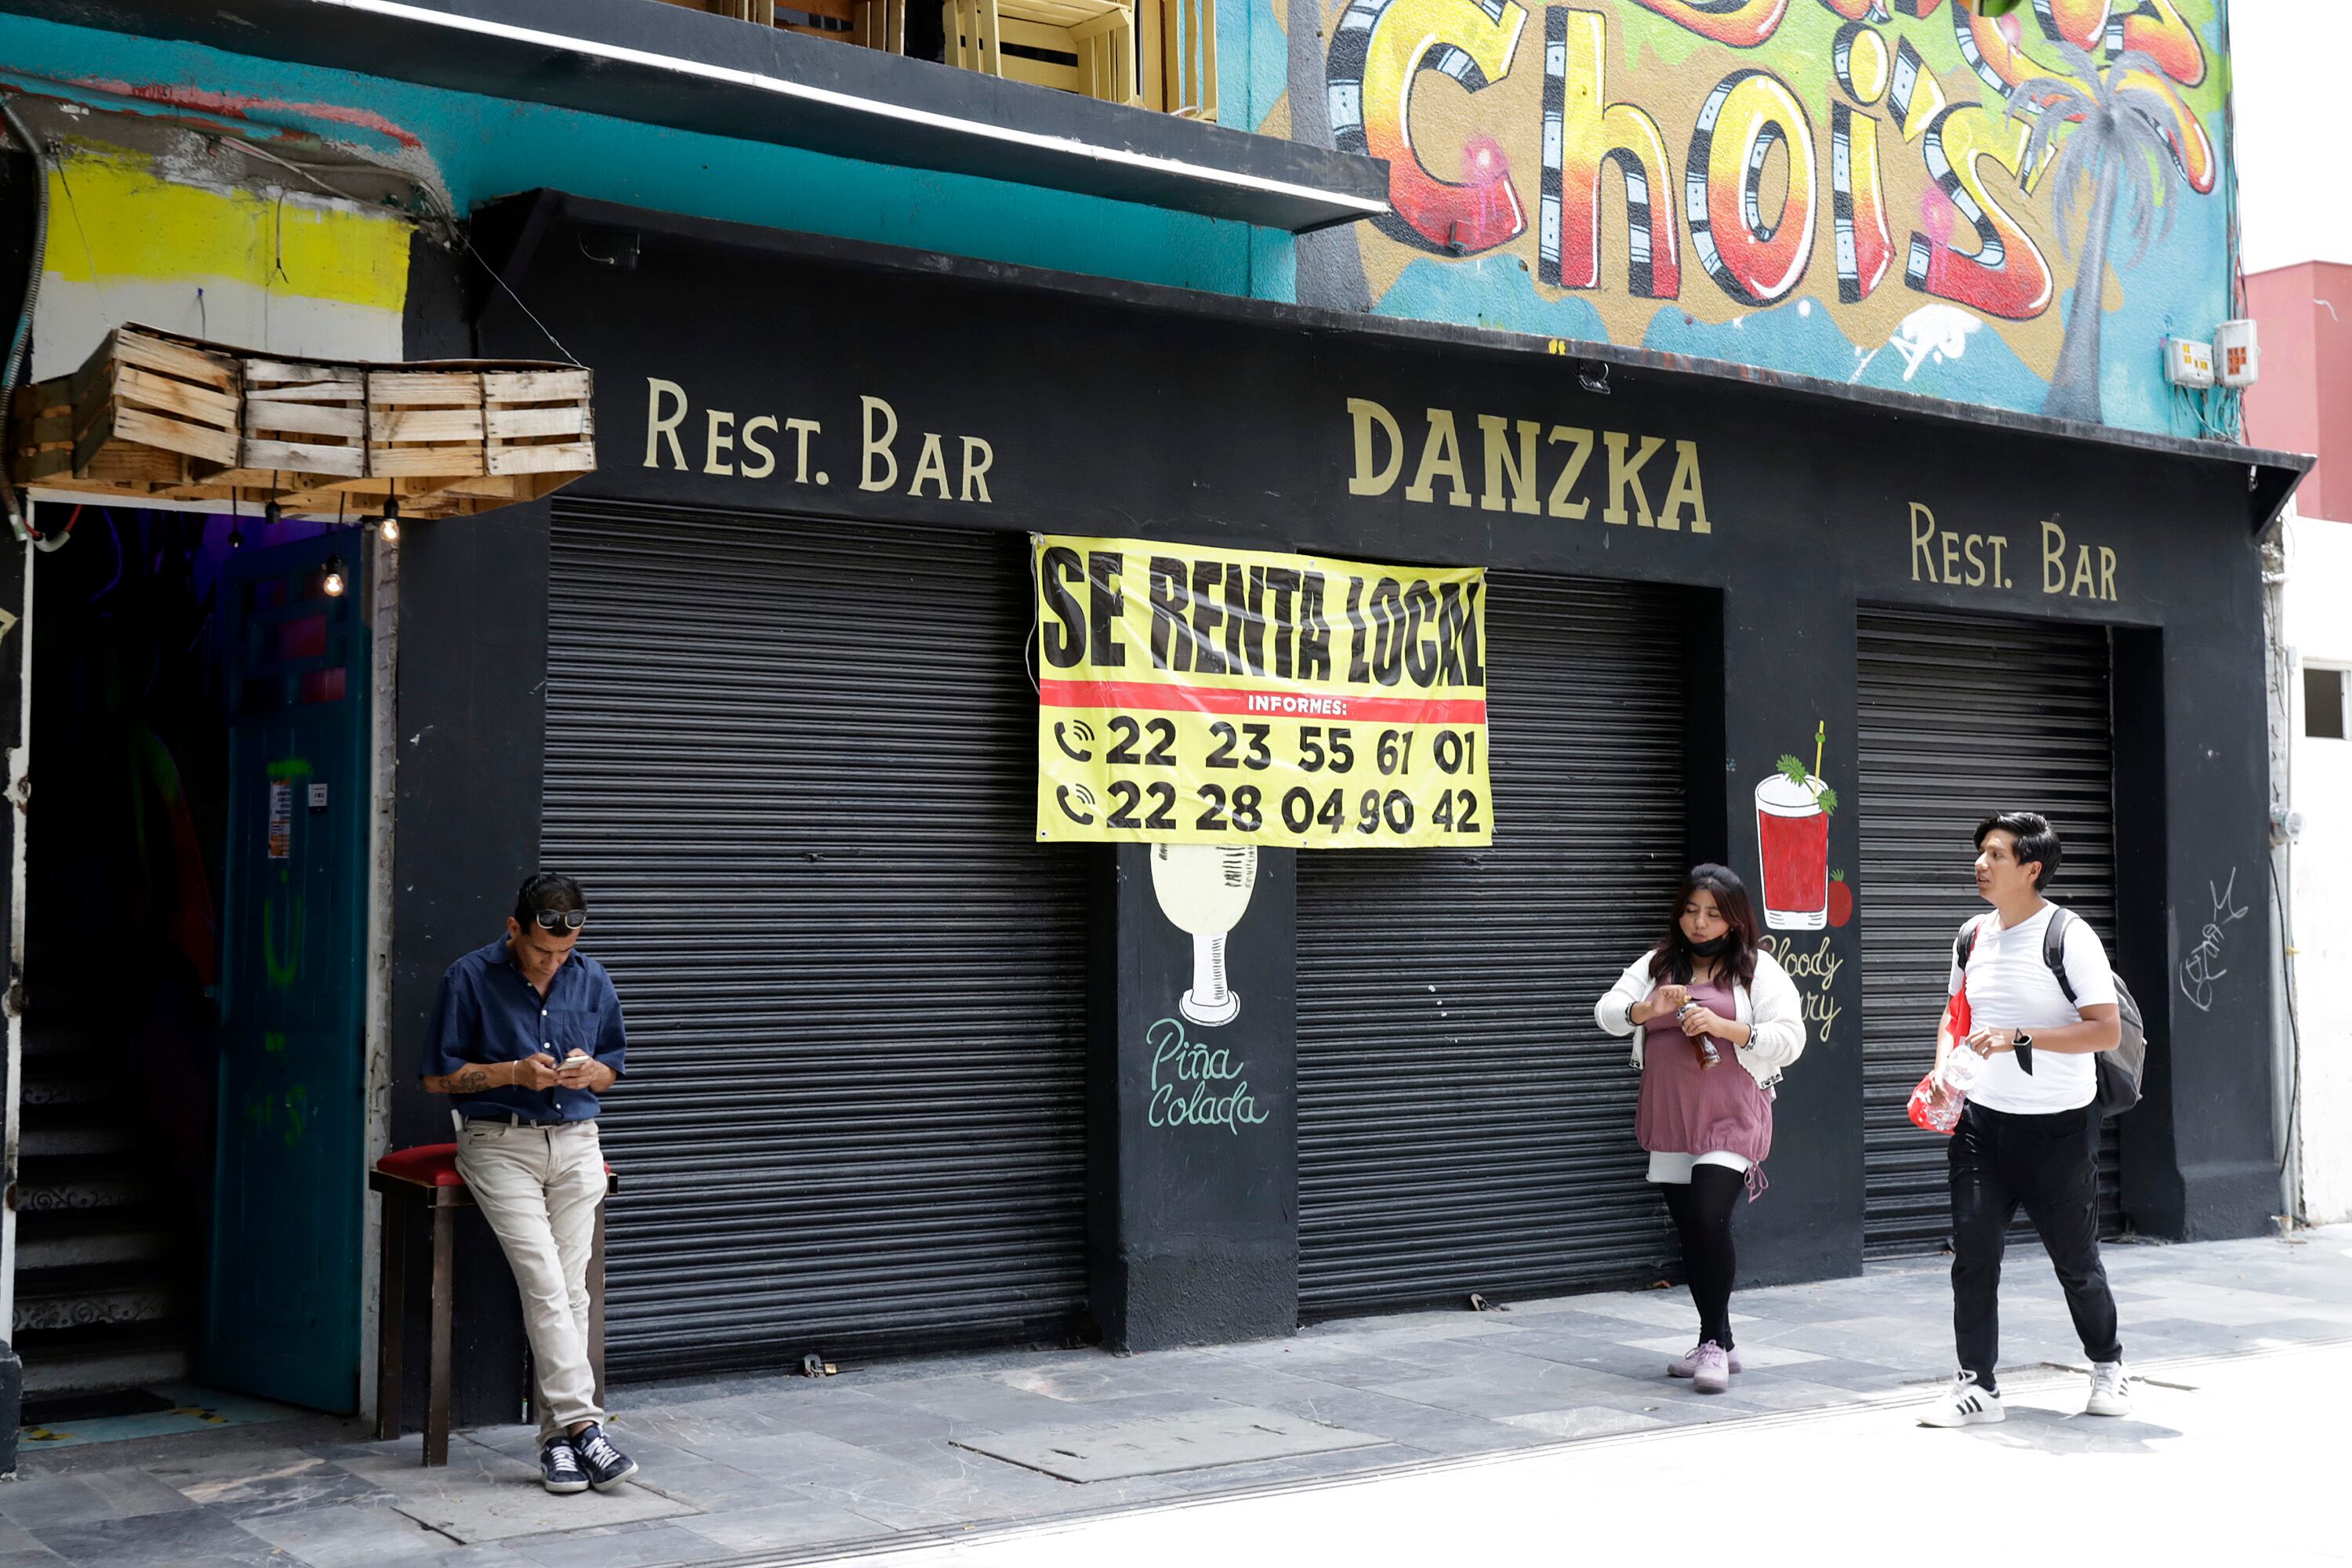 Choi's
REST. BAR
DANZKA
REST. BAR
SE RENTA LOCAL
INFORMES:
22 23 55 61 01
22 28 04 90 42
Piña
Colada
Bloody